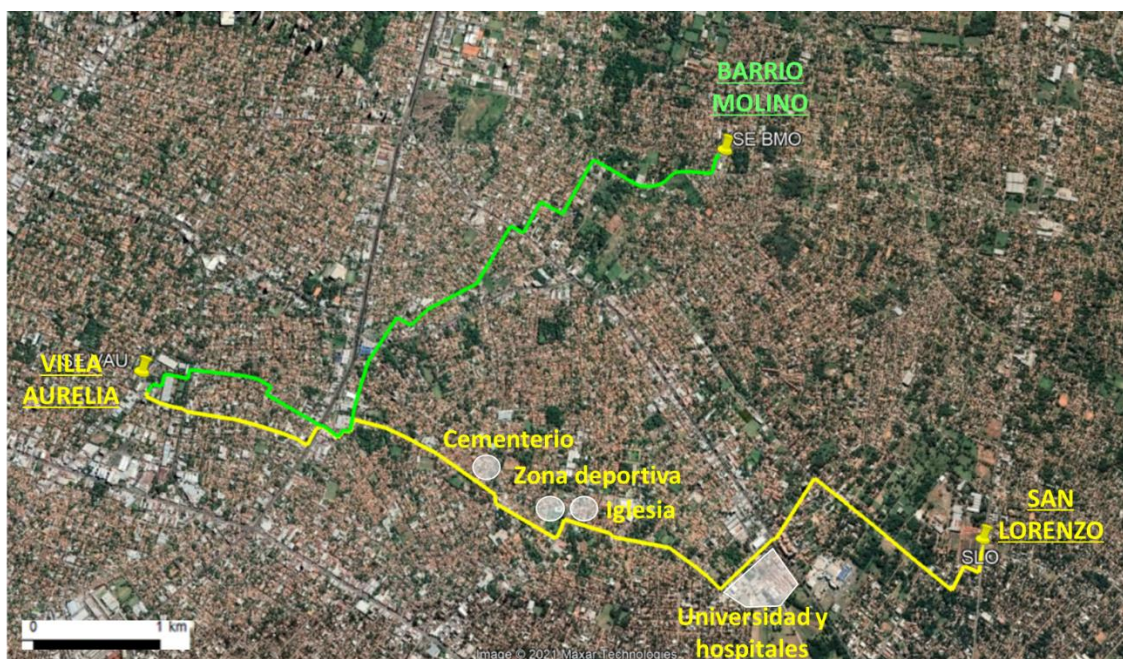 BARRIO
MOLINO
SE BMO
VILLA
AURELIA
Cementerio
Zona deportiva
Iglesia
SAN
LORENZO
SLO
Universidad y
hospitales
0 1 km
Image © 2021 Maxar Technologies